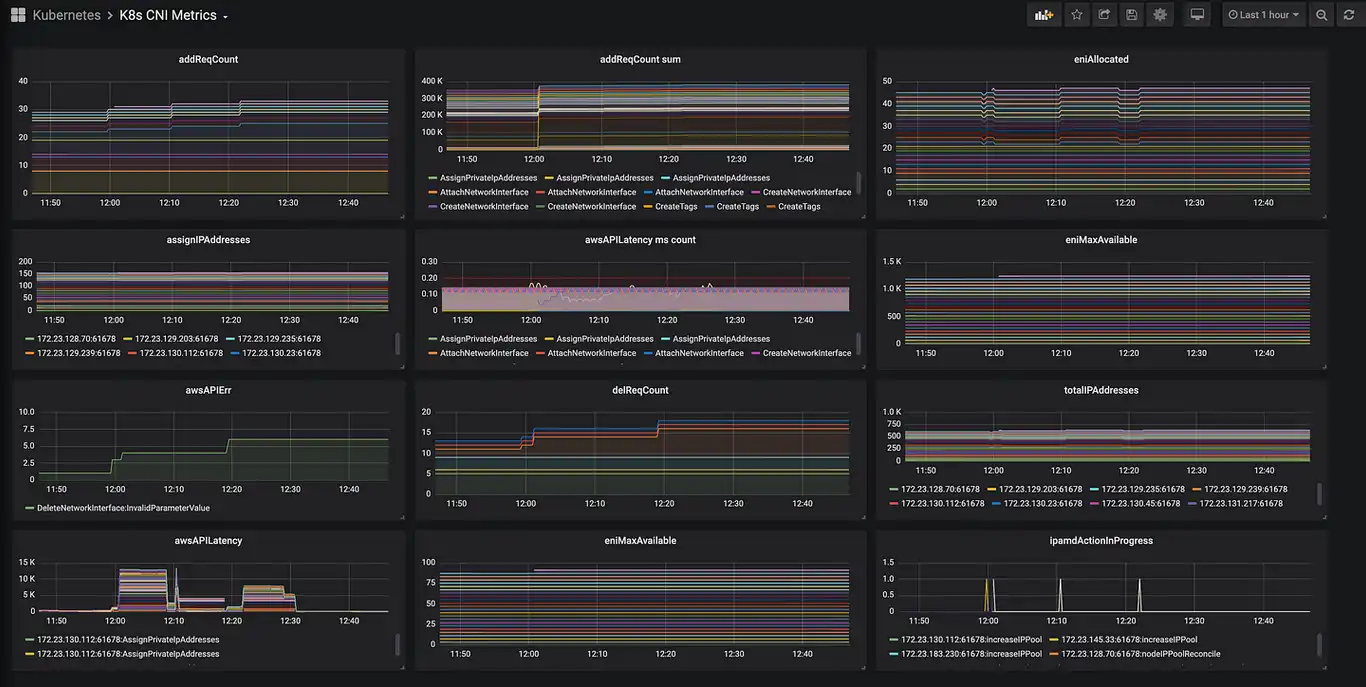 Kubernetes > K8s CNI Metrics
Last 1 hour
addReqCount
40
30
20
10
0
11:50 12:00 12:10 12:20 12:30 12:40
addReqCount sum
400 K
300 K
200 K
100 K
0
11:50 12:00 12:10 12:20 12:30 12:40
AssignPrivateIpAddresses AssignPrivateIpAddresses AssignPrivateIpAddresses
AttachNetworkInterface AttachNetworkInterface AttachNetworkInterface CreateNetworkInterface
CreateNetworkInterface CreateNetworkInterface CreateTags CreateTags CreateTags
eniAllocated
50
40
30
20
10
0
11:50 12:00 12:10 12:20 12:30 12:40
assignIPAddresses
200
150
100
50
0
11:50 12:00 12:10 12:20 12:30 12:40
172.23.128.70:61678 172.23.129.203:61678 172.23.129.235:61678
172.23.129.239:61678 172.23.130.112:61678 172.23.130.23:61678
awsAPILatency ms count
0.30
0.20
0.10
0
11:50 12:00 12:10 12:20 12:30 12:40
AssignPrivateIpAddresses AssignPrivateIpAddresses AssignPrivateIpAddresses
AttachNetworkInterface AttachNetworkInterface AttachNetworkInterface CreateNetworkInterface
eniMaxAvailable
1.5 K
1.0 K
500
0
11:50 12:00 12:10 12:20 12:30 12:40
awsAPIErr
10.0
7.5
5.0
2.5
0
11:50 12:00 12:10 12:20 12:30 12:40
DeleteNetworkInterface:InvalidParameterValue
delReqCount
20
15
10
5
0
11:50 12:00 12:10 12:20 12:30 12:40
totalIPAddresses
1.0 K
750
500
250
0
11:50 12:00 12:10 12:20 12:30 12:40
172.23.128.70:61678 172.23.129.203:61678 172.23.129.235:61678 172.23.129.239:61678
172.23.130.112:61678 172.23.130.23:61678 172.23.130.45:61678 172.23.131.217:61678
awsAPILatency
15 K
10 K
5 K
0
11:50 12:00 12:10 12:20 12:30 12:40
172.23.130.112:61678:AssignPrivateIpAddresses
172.23.130.112:61678:AssignPrivateIpAddresses
eniMaxAvailable
100
75
50
25
0
11:50 12:00 12:10 12:20 12:30 12:40
ipamdActionInProgress
1.5
1.0
0.5
0
11:50 12:00 12:10 12:20 12:30 12:40
172.23.130.112:61678:increaseIPPool 172.23.145.33:61678:increaseIPPool
172.23.183.230:61678:increaseIPPool 172.23.128.70:61678:nodeIPPoolReconcile